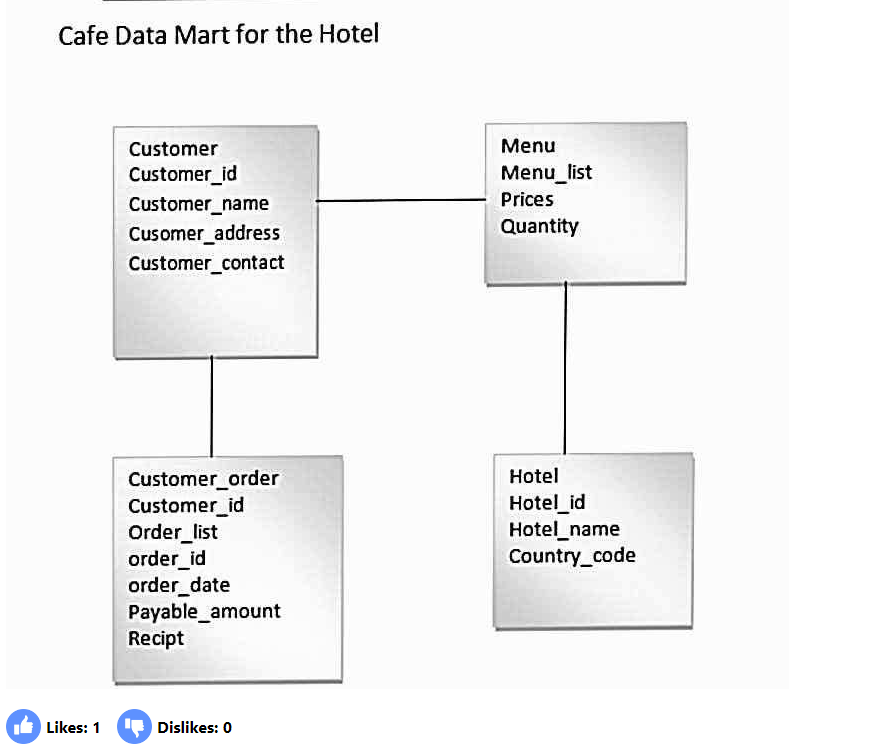 Cafe Data Mart for the Hotel
Customer
Customer_id
Customer_name
Cusomer_address
Customer_contact
Menu
Menu_list
Prices
Quantity
Customer_order
Customer_id
Order_list
order_id
order_date
Payable_amount
Recipt
Hotel
Hotel_id
Hotel_name
Country_code
Likes: 1 Dislikes: 0